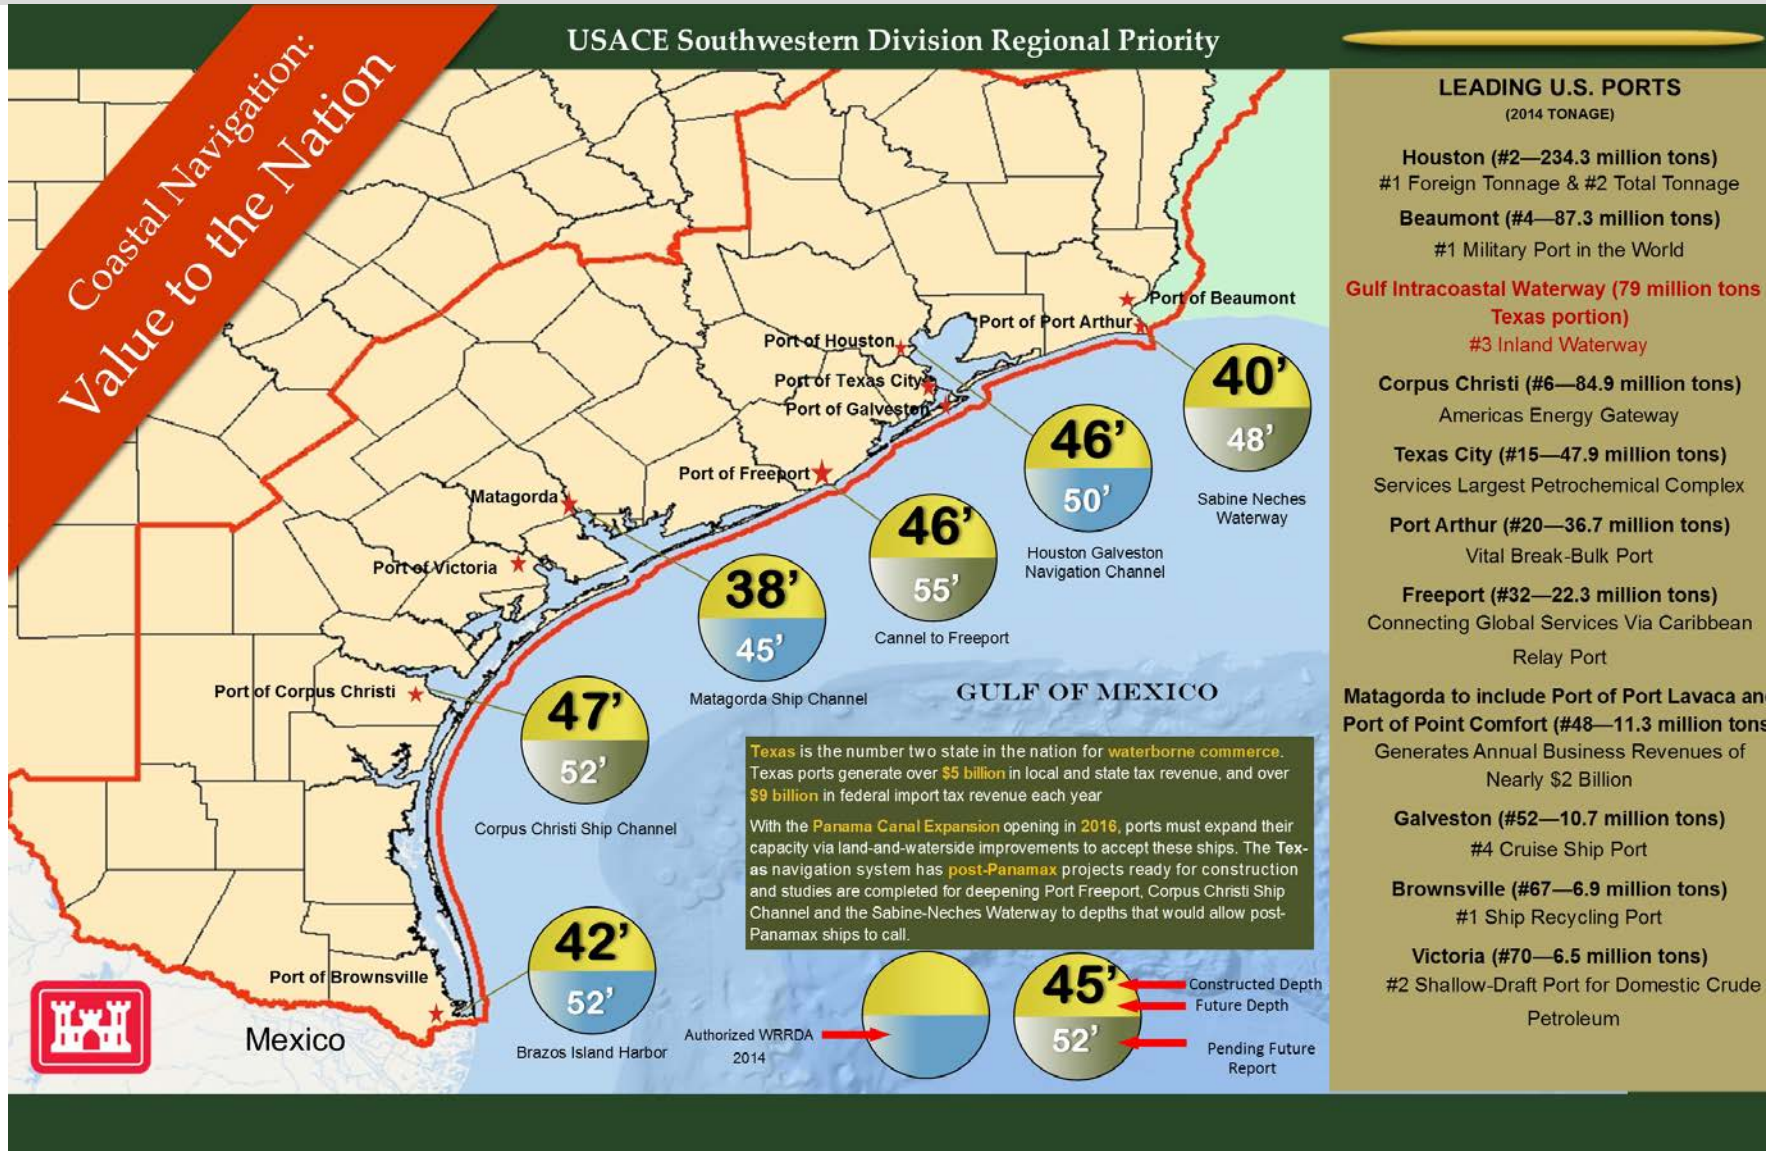 USACE Southwestern Division Regional Priority
Coastal Navigation:
Value to the Nation
Port of Beaumont
Port of Port Arthur
Port of Houston
Port of Texas City
Port of Galveston
Port of Freeport
Matagorda
Port of Victoria
Port of Corpus Christi
Port of Brownsville
Mexico
40’
48’
Sabine Neches
Waterway
46’
50’
Houston Galveston
Navigation Channel
46’
55’
Cannel to Freeport
38’
45’
Matagorda Ship Channel
47’
52’
Corpus Christi Ship Channel
42’
52’
Brazos Island Harbor
GULF OF MEXICO
Texas is the number two state in the nation for waterborne commerce.
Texas ports generate over $5 billion in local and state tax revenue, and over
$9 billion in federal import tax revenue each year
With the Panama Canal Expansion opening in 2016, ports must expand their
capacity via land-and-waterside improvements to accept these ships. The Tex-
as navigation system has post-Panamax projects ready for construction
and studies are completed for deepening Port Freeport, Corpus Christi Ship
Channel and the Sabine-Neches Waterway to depths that would allow post-
Panamax ships to call.
Authorized WRRDA
2014
45’
52’
Constructed Depth
Future Depth
Pending Future
Report
LEADING U.S. PORTS
(2014 TONAGE)
Houston (#2—234.3 million tons)
#1 Foreign Tonnage & #2 Total Tonnage
Beaumont (#4—87.3 million tons)
#1 Military Port in the World
Gulf Intracoastal Waterway (79 million tons
Texas portion)
#3 Inland Waterway
Corpus Christi (#6—84.9 million tons)
Americas Energy Gateway
Texas City (#15—47.9 million tons)
Services Largest Petrochemical Complex
Port Arthur (#20—36.7 million tons)
Vital Break-Bulk Port
Freeport (#32—22.3 million tons)
Connecting Global Services Via Caribbean
Relay Port
Matagorda to include Port of Port Lavaca an
Port of Point Comfort (#48—11.3 million tons
Generates Annual Business Revenues of
Nearly $2 Billion
Galveston (#52—10.7 million tons)
#4 Cruise Ship Port
Brownsville (#67—6.9 million tons)
#1 Ship Recycling Port
Victoria (#70—6.5 million tons)
#2 Shallow-Draft Port for Domestic Crude
Petroleum